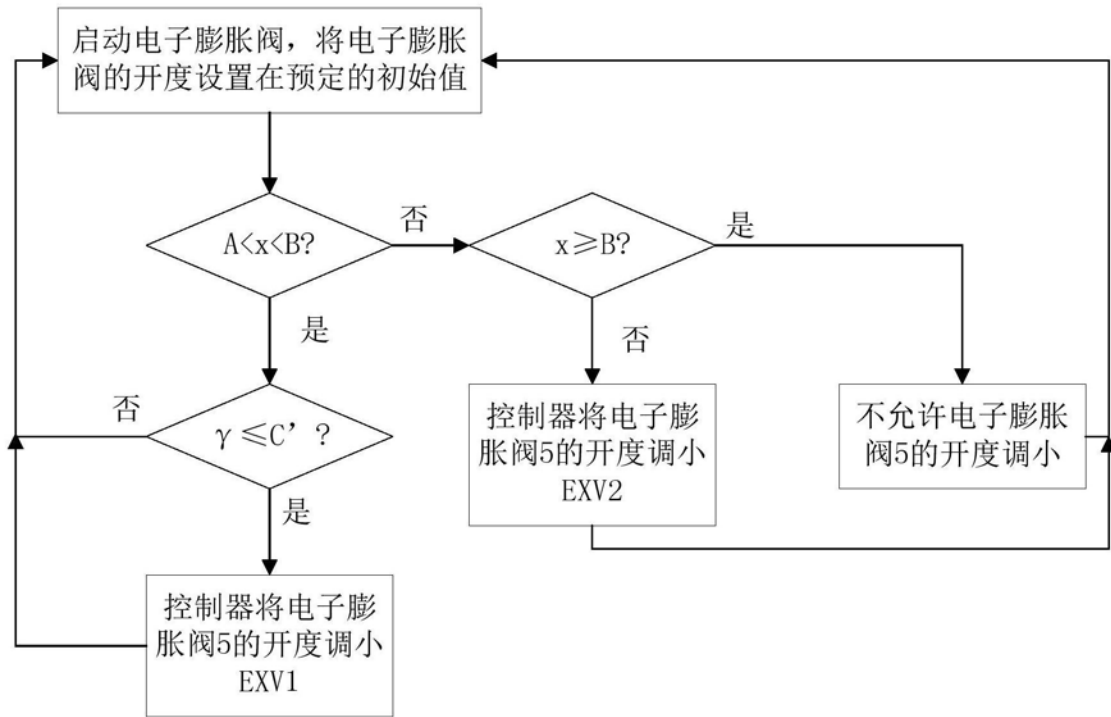 启动电子膨胀阀，将电子膨胀
阀的开度设置在预定的初始值
A<x<B?
否
x≥B?
是
是
否
否
γ≤C’?
控制器将电子膨
胀阀5的开度调小
EXV2
不允许电子膨胀
阀5的开度调小
是
控制器将电子膨
胀阀5的开度调小
EXV1